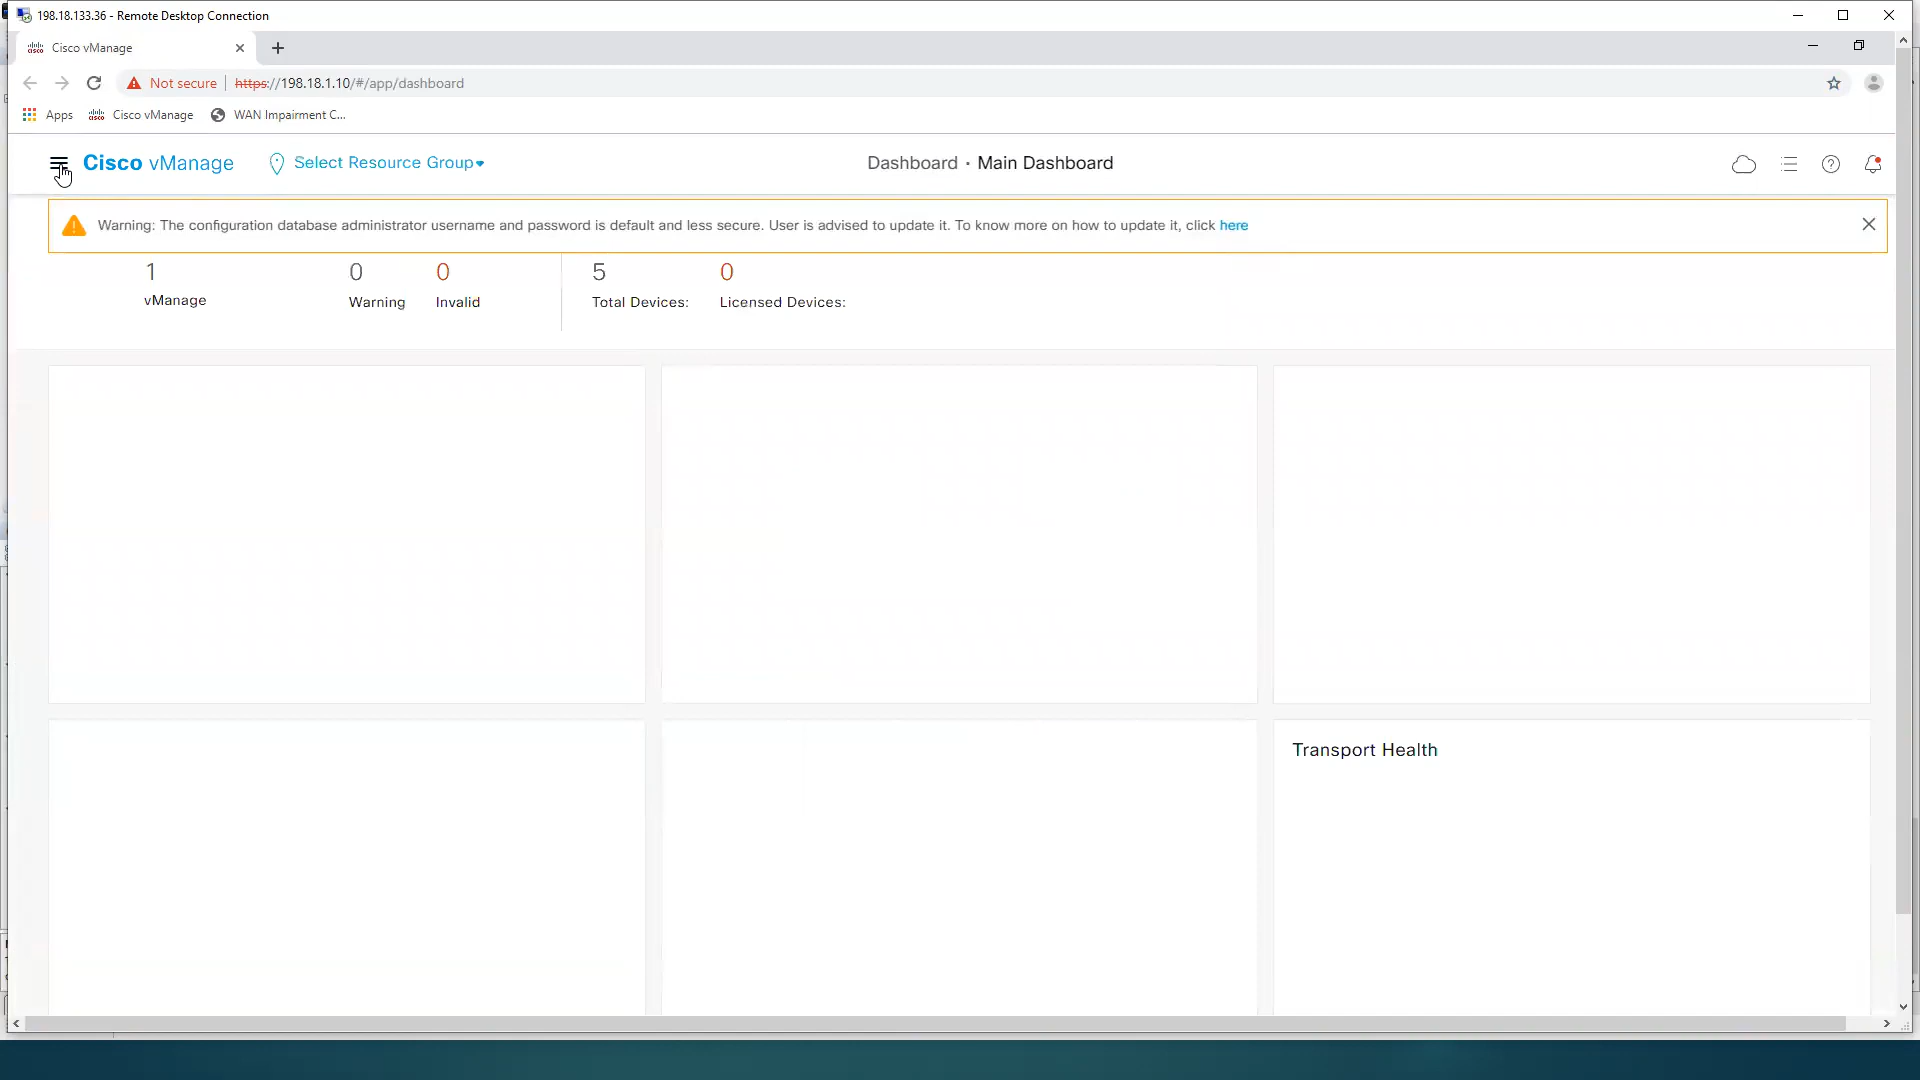 198.18.133.36 - Remote Desktop Connection
Cisco vManage
Not secure https://198.18.1.10/#/app/dashboard
Apps Cisco vManage WAN Impairment C...
Cisco vManage Select Resource Group Dashboard · Main Dashboard
Warning: The configuration database administrator username and password is default and less secure. User is advised to update it. To know more on how to update it, click here
1 0 0 5 0
vManage Warning Invalid Total Devices: Licensed Devices:
Transport Health